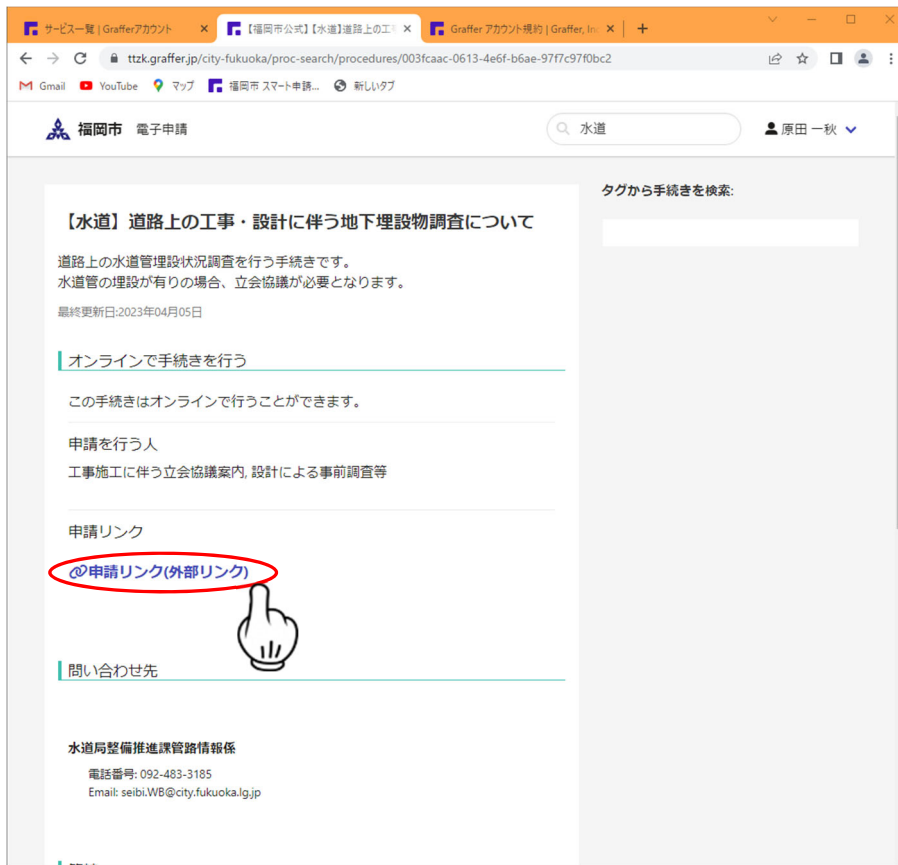 サービス一覧 | Grafferアカウント
【福岡市公式】【水道】道路上の工
Graffer アカウント規約 | Graffer, In
ttzk.graffer.jp/city-fukuoka/proc-search/procedures/003fcaac-0613-4e6f-b6ae-97f7c97f0bc2
Gmail YouTube マップ 福岡市 スマート申請... 新しいタブ
福岡市 電子申請 水道 原田 一秋
タグから手続きを検索:
【水道】道路上の工事・設計に伴う地下埋設物調査について
道路上の水道管埋設状況調査を行う手続きです。
水道管の埋設が有りの場合、立会協議が必要となります。
最終更新日:2023年04月05日
オンラインで手続きを行う
この手続きはオンラインで行うことができます。
申請を行う人
工事施工に伴う立会協議案内, 設計による事前調査等
申請リンク
申請リンク(外部リンク)
問い合わせ先
水道局整備推進課管路情報係
電話番号: 092-483-3185
Email: seibi.WB@city.fukuoka.lg.jp